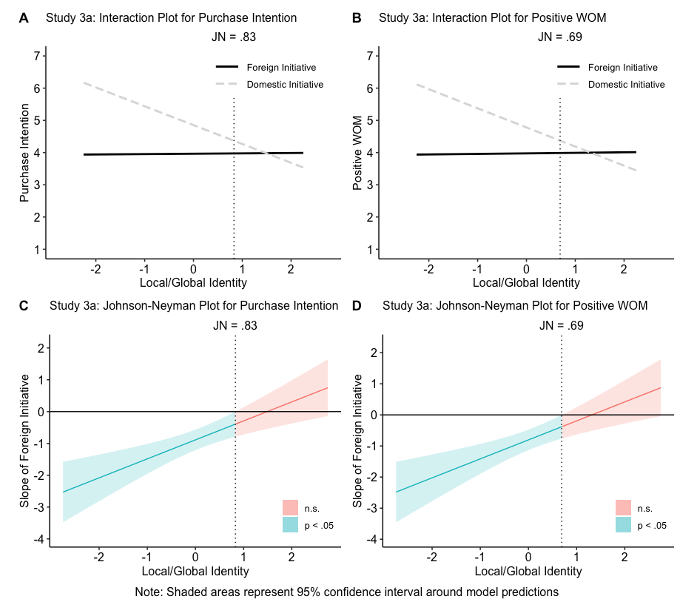 A Study 3a: Interaction Plot for Purchase Intention
JN = .83
Foreign Initiative
Domestic Initiative
Purchase Intention
7
6
5
4
3
2
1
-2 -1 0 1 2
Local/Global Identity
B Study 3a: Interaction Plot for Positive WOM
JN = .69
Foreign Initiative
Domestic Initiative
Positive WOM
7
6
5
4
3
2
1
-2 -1 0 1 2
Local/Global Identity
C Study 3a: Johnson-Neyman Plot for Purchase Intention
JN = .83
Slope of Foreign Initiative
2
1
0
-1
-2
-3
-4
n.s.
p < .05
-2 -1 0 1 2
Local/Global Identity
D Study 3a: Johnson-Neyman Plot for Positive WOM
JN = .69
Slope of Foreign Initiative
2
1
0
-1
-2
-3
-4
n.s.
p < .05
-2 -1 0 1 2
Local/Global Identity
Note: Shaded areas represent 95% confidence interval around model predictions